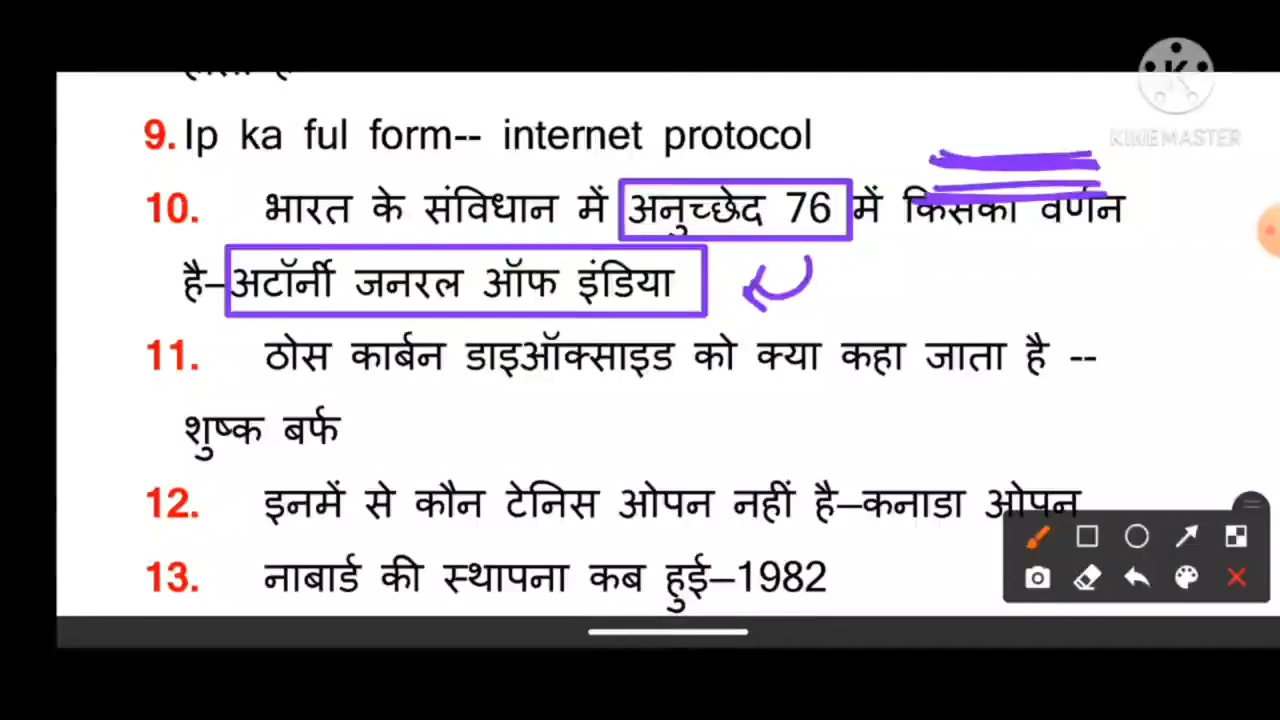 KINEMASTER
9. Ip ka ful form-- internet protocol
10. भारत के संविधान में अनुच्छेद 76 में किसका वर्णन
है–अटॉर्नी जनरल ऑफ इंडिया
11. ठोस कार्बन डाइऑक्साइड को क्या कहा जाता है --
शुष्क बर्फ
12. इनमें से कौन टेनिस ओपन नहीं है–कनाडा ओपन
13. नाबार्ड की स्थापना कब हुई–1982